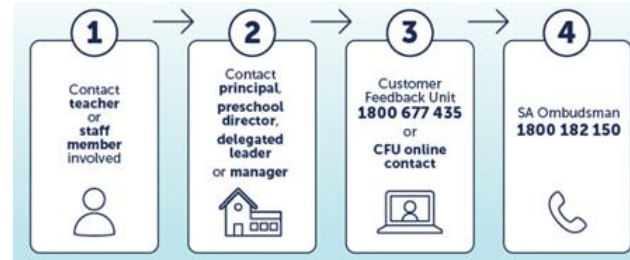 1
Contact
teacher
or
staff
member
involved
2
Contact
principal,
preschool
director,
delegated
leader
or manager
3
Customer
Feedback Unit
1800 677 435
or
CFU online
contact
4
SA Ombudsman
1800 182 150